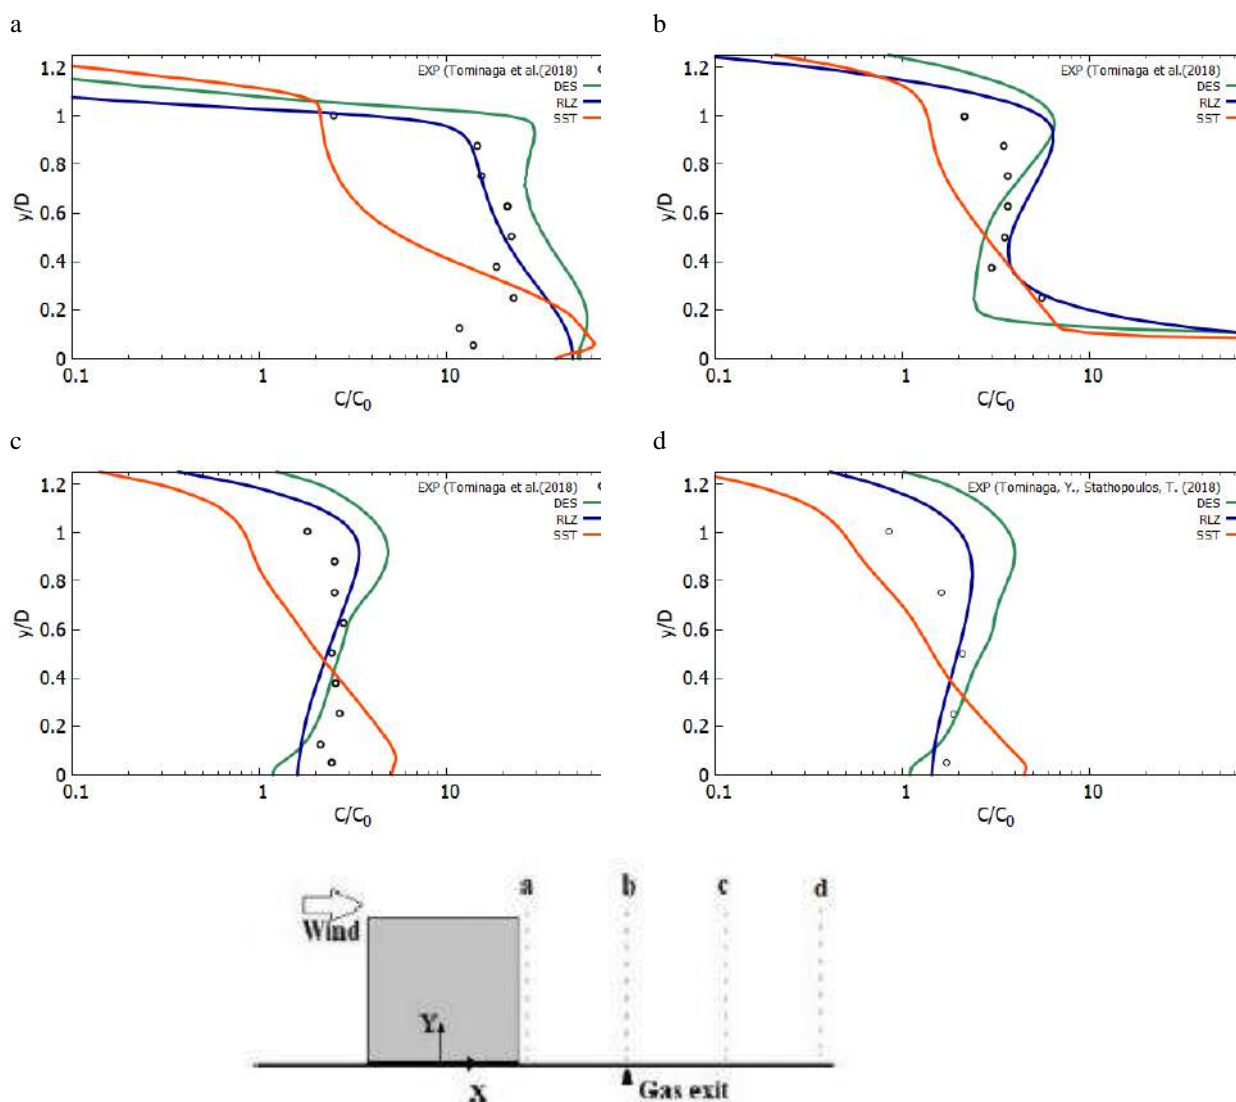 a
b
1.2
1
0.8
0.6
0.4
0.2
0
y/D
EXP (Tominaga et al.(2018)
DES
RLZ
SST
0.1
1
10
C/C0
1.2
1
0.8
0.6
0.4
0.2
0
y/D
EXP (Tominaga et al.(2018)
DES
RLZ
SST
0.1
1
10
C/C0
c
d
1.2
1
0.8
0.6
0.4
0.2
0
y/D
EXP (Tominaga et al.(2018)
DES
RLZ
SST
0.1
1
10
C/C0
1.2
1
0.8
0.6
0.4
0.2
0
y/D
EXP (Tominaga, Y., Stathopoulos, T. (2018)
DES
RLZ
SST
0.1
1
10
C/C0
a
b
c
d
Wind
Y
X
Gas exit